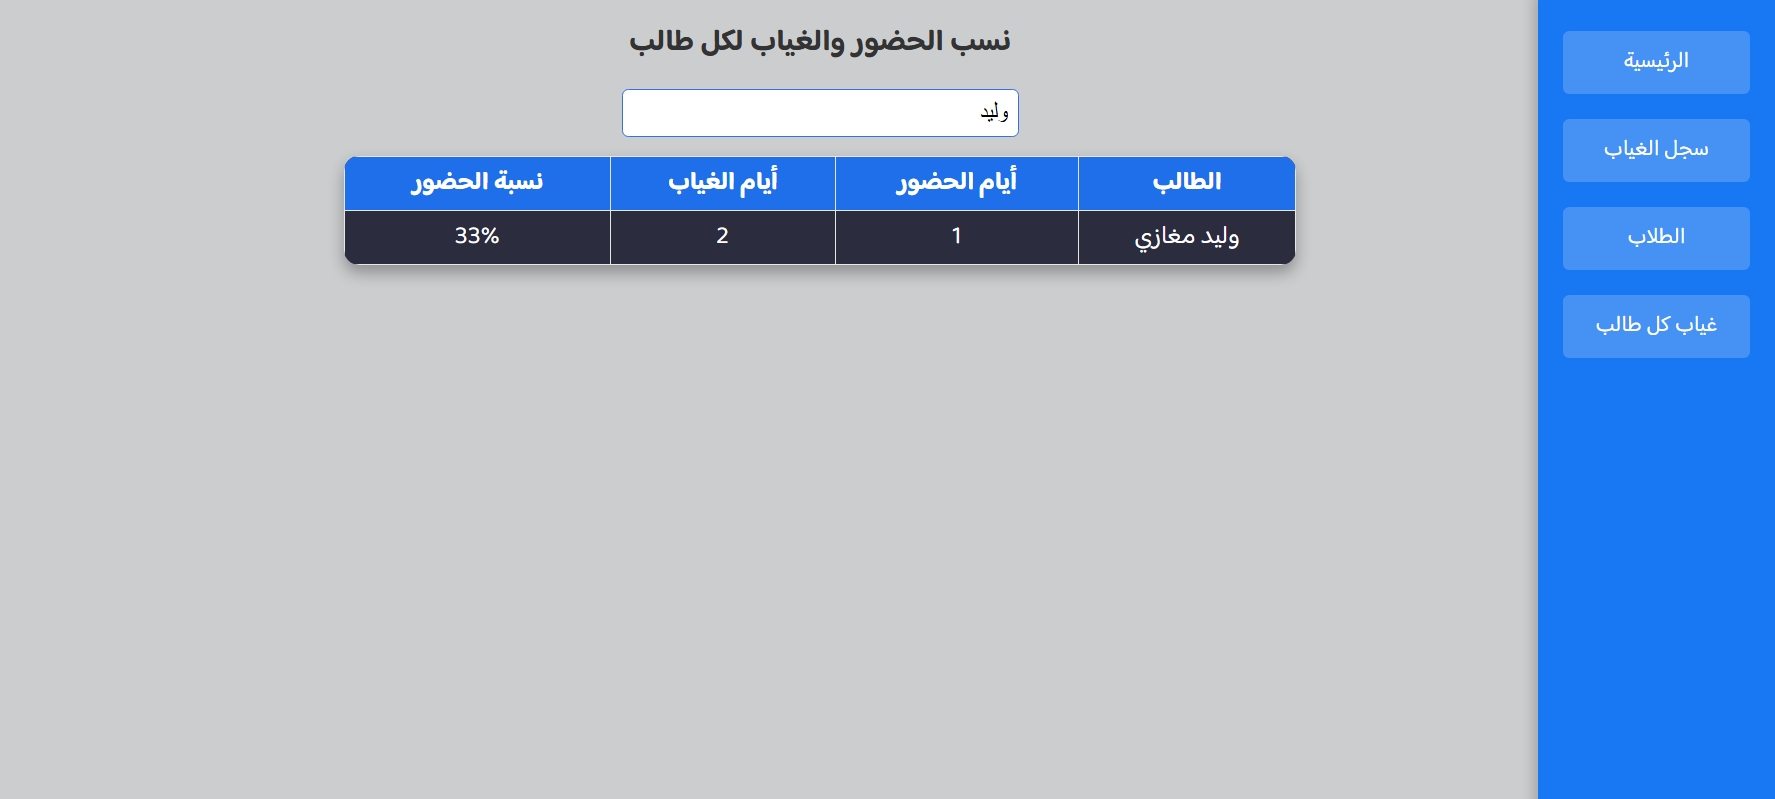 الرئيسية
سجل الغياب
الطلاب
غياب كل طالب
نسب الحضور والغياب لكل طالب
وليد
الطالب أيام الحضور أيام الغياب نسبة الحضور
وليد مغازي 1 2 33%